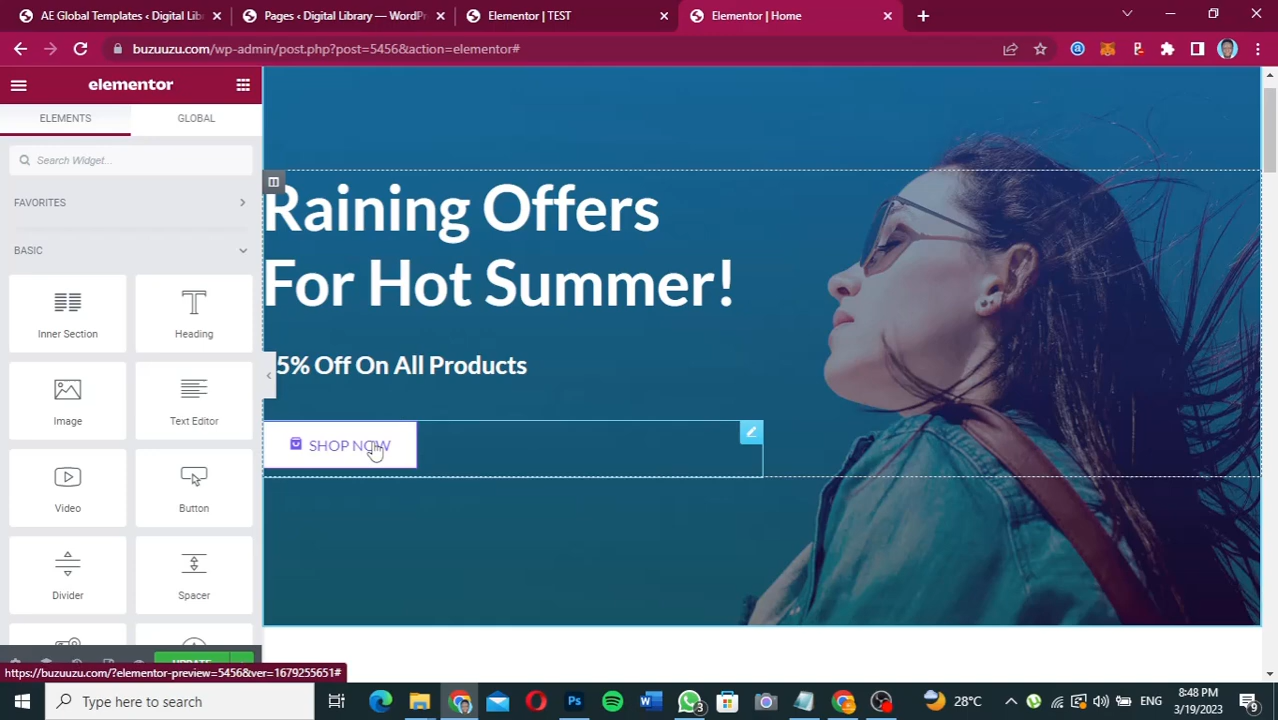 AE Global Templates ‹ Digital Lib
Pages ‹ Digital Library — WordPr
Elementor | TEST
Elementor | Home
buzuuzu.com/wp-admin/post.php?post=5456&action=elementor#
elementor
ELEMENTS
GLOBAL
Search Widget...
FAVORITES
BASIC
Inner Section
Heading
Image
Text Editor
Video
Button
Divider
Spacer
Raining Offers
For Hot Summer!
5% Off On All Products
SHOP NOW
UPDATE
https://buzuuzu.com/?elementor-preview=5456&ver=1679255651#
Type here to search
3
28°C
ENG
8:48 PM
3/19/2023
9